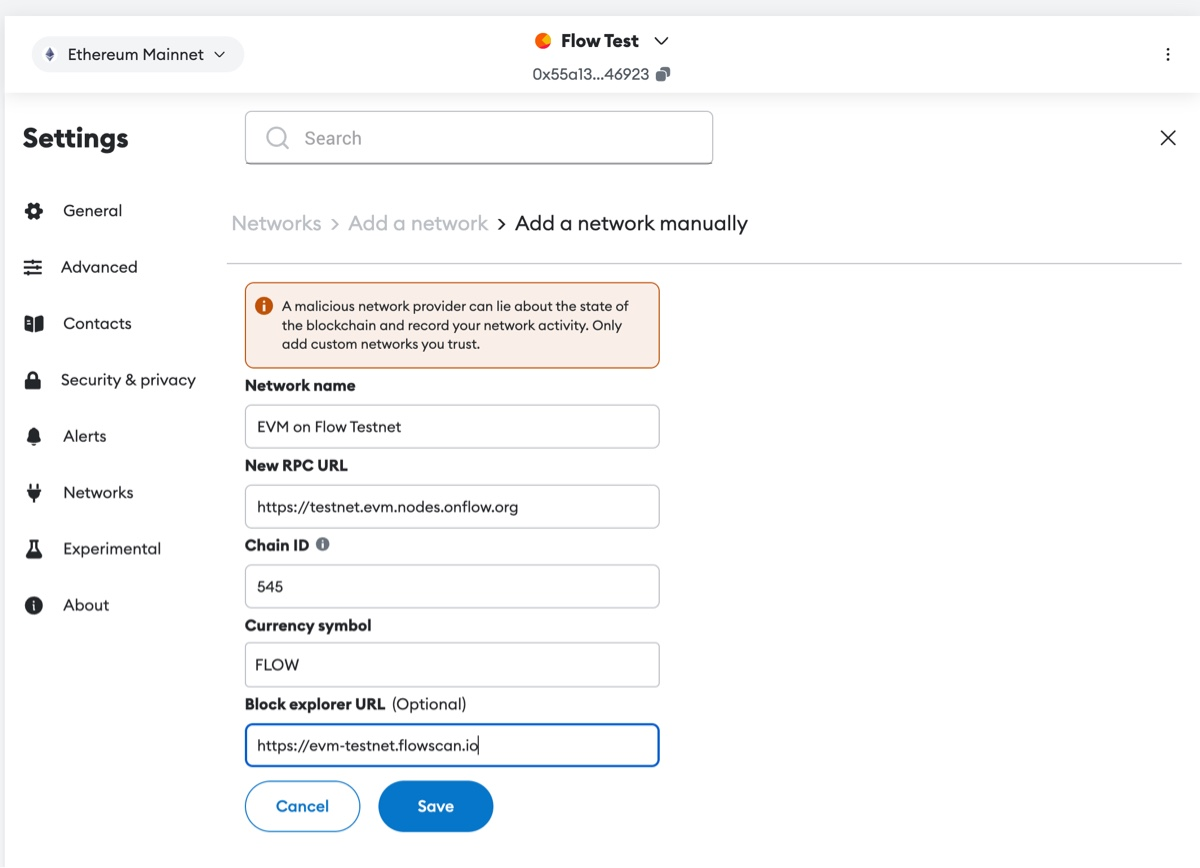 Ethereum Mainnet
Flow Test
0x55a13...46923
Settings
Search
General
Advanced
Contacts
Security & privacy
Alerts
Networks
Experimental
About
Networks > Add a network > Add a network manually
A malicious network provider can lie about the state of
the blockchain and record your network activity. Only
add custom networks you trust.
Network name
EVM on Flow Testnet
New RPC URL
https://testnet.evm.nodes.onflow.org
Chain ID
545
Currency symbol
FLOW
Block explorer URL (Optional)
https://evm-testnet.flowscan.io
Cancel
Save